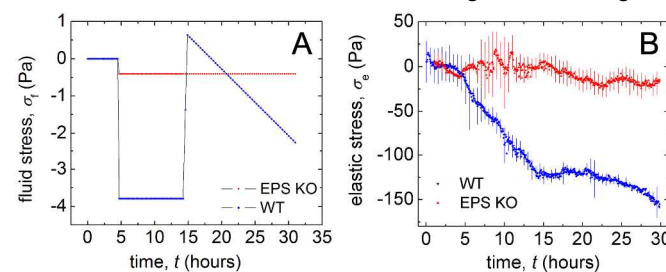 A
fluid stress, σf (Pa)
1
0
-1
-2
-3
-4
EPS KO
WT
0 5 10 15 20 25 30 35
time, t (hours)
B
elastic stress, σe (Pa)
50
0
-50
-100
-150
WT
EPS KO
0 5 10 15 20 25 30
time, t (hours)